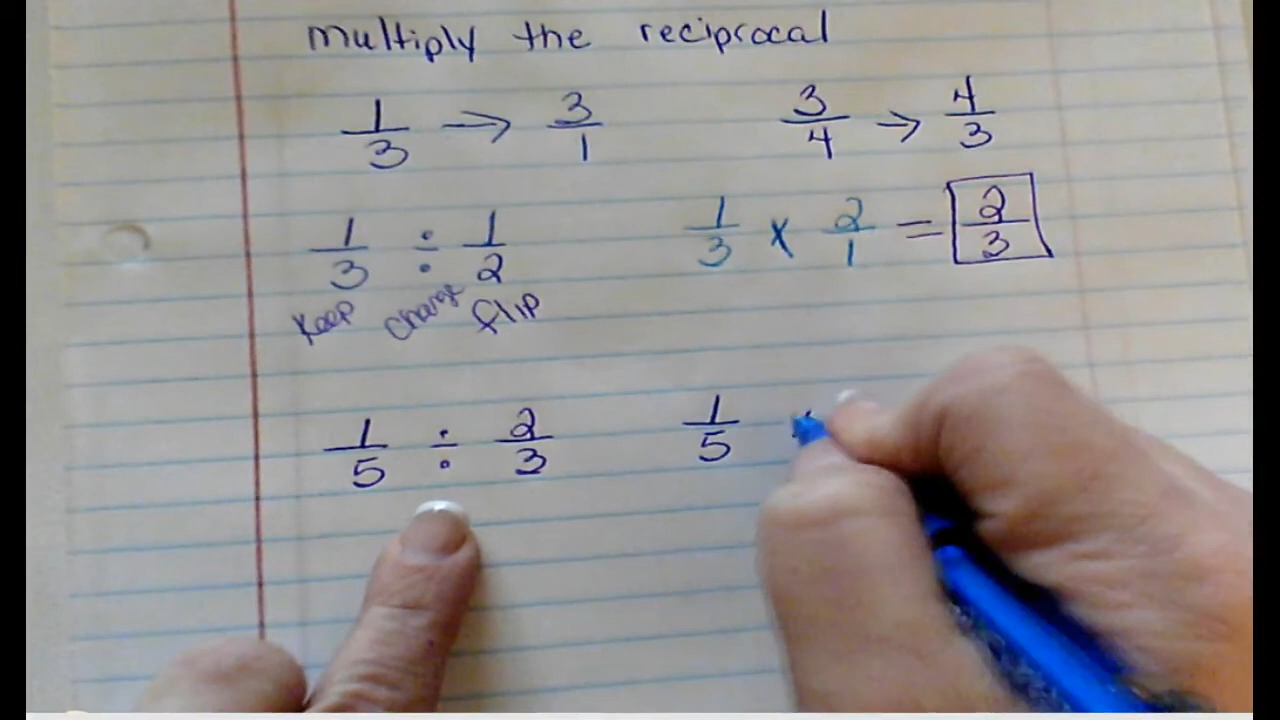 multiply the reciprocal
1/3 → 3/1 3/4 → 4/3
1/3 ÷ 1/2 1/3 x 2/1 = 2/3
Keep change flip
1/5 ÷ 2/3 1/5